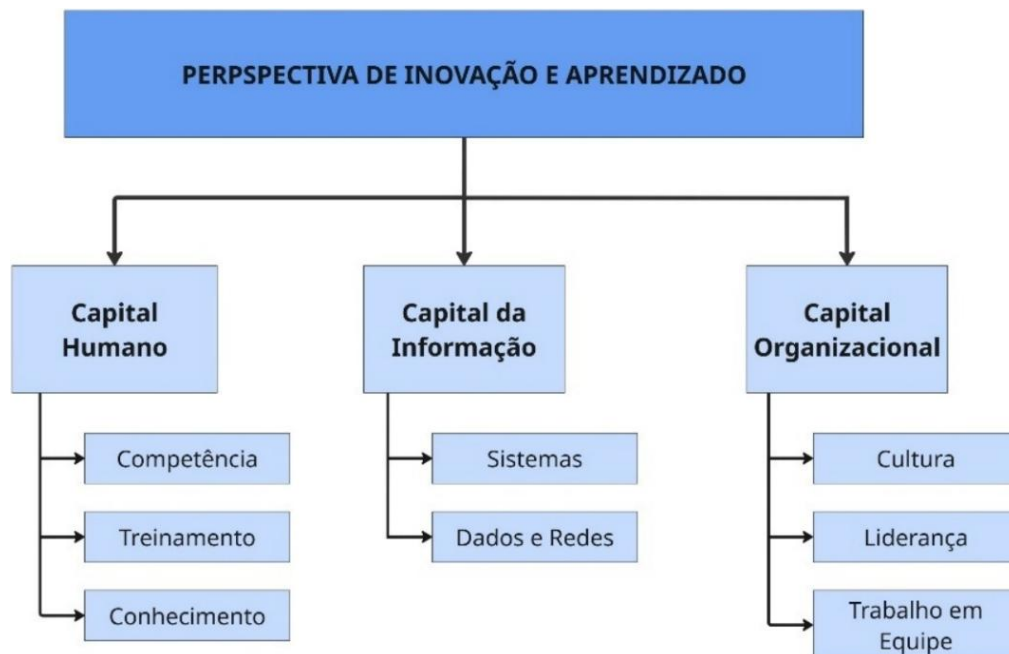 PERPSPECTIVA DE INOVAÇÃO E APRENDIZADO
Capital
Humano
Competência
Treinamento
Conhecimento
Capital da
Informação
Sistemas
Dados e Redes
Capital
Organizacional
Cultura
Liderança
Trabalho em
Equipe